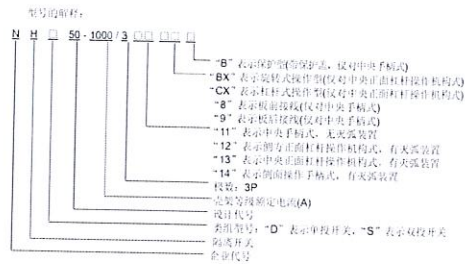 型号的解释:
N H □ 50-1000/3□□ □□ □
"B" 表示保护型(带保护盖，仅对中央手柄式)
"BX" 表示旋转式操作型(仅对中央正面杠杆操作机构式)
"CX" 表示杠杆式操作型(仅对中央正面杠杆操作机构式)
"8" 表示板前接线(仅对中央手柄式)
"9" 表示板后接线(仅对中央手柄式)
"11" 表示中央手柄式，无灭弧装置
"12" 表示侧方正面杠杆操作机构式，有灭弧装置
"13" 表示中央正面杠杆操作机构式，有灭弧装置
"14" 表示侧面操作手柄式，有灭弧装置
极数: 3P
壳架等级额定电流(A)
设计代号
类组型号: "D" 表示单投开关，"S" 表示双投开关
隔离开关
企业代号